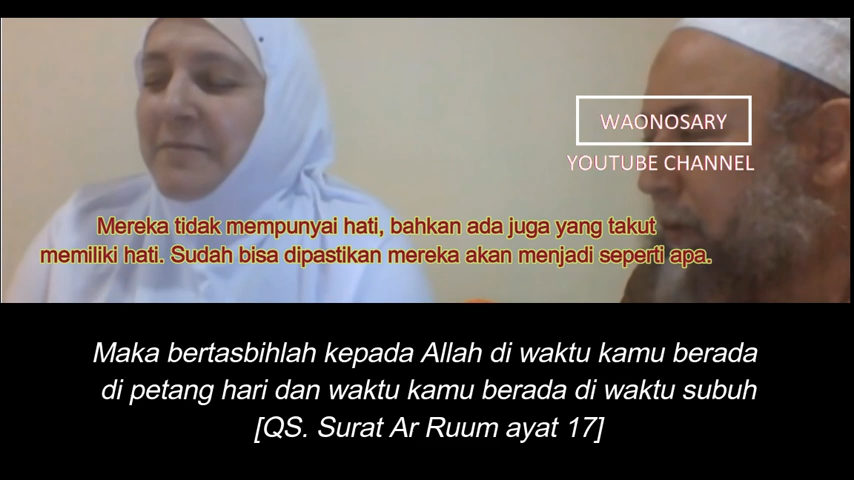 WAONOSARY
YOUTUBE CHANNEL
Mereka tidak mempunyai hati, bahkan ada juga yang takut
memiliki hati. Sudah bisa dipastikan mereka akan menjadi seperti apa.
Maka bertasbihlah kepada Allah di waktu kamu berada
di petang hari dan waktu kamu berada di waktu subuh
[QS. Surat Ar Ruum ayat 17]